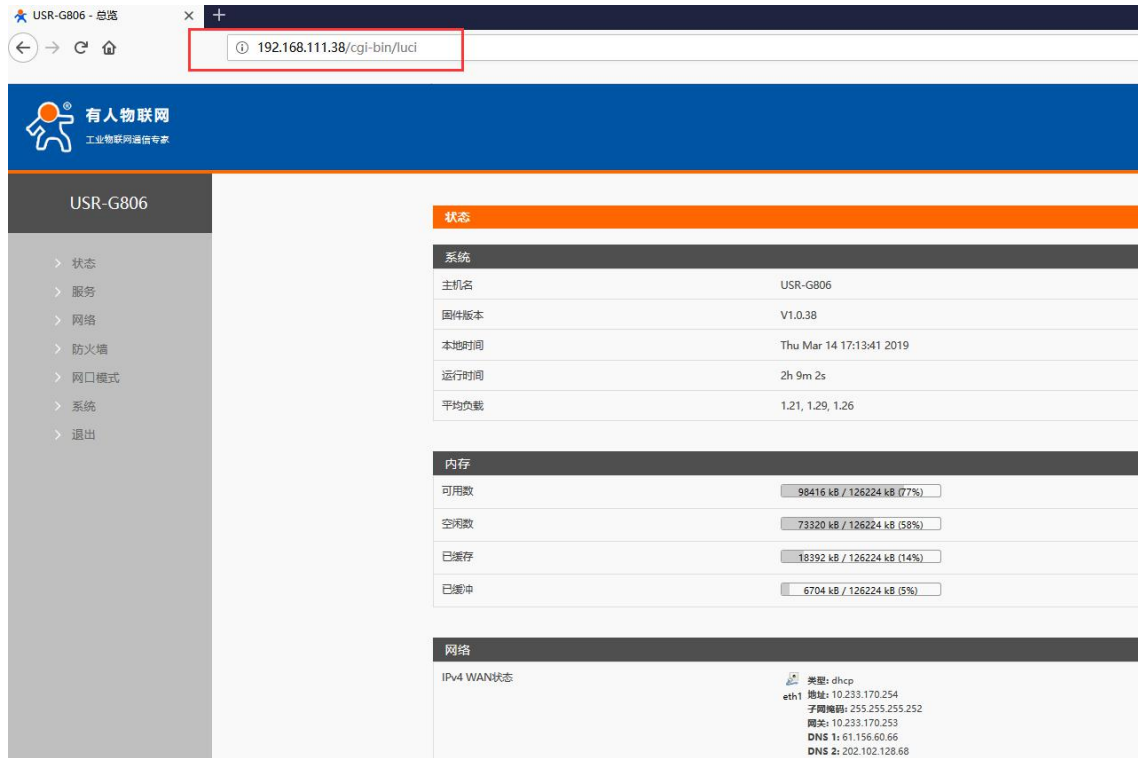 USR-G806 - 总览
192.168.111.38/cgi-bin/luci
有人物联网
工业物联网通信专家
USR-G806
状态
服务
网络
防火墙
网口模式
系统
退出
状态
系统
主机名 USR-G806
固件版本 V1.0.38
本地时间 Thu Mar 14 17:13:41 2019
运行时间 2h 9m 2s
平均负载 1.21, 1.29, 1.26
内存
可用数 98416 kB / 126224 kB (77%)
空闲数 73320 kB / 126224 kB (58%)
已缓存 18392 kB / 126224 kB (14%)
已缓冲 6704 kB / 126224 kB (5%)
网络
IPv4 WAN状态 类型: dhcp
eth1 地址: 10.233.170.254
子网掩码: 255.255.255.252
网关: 10.233.170.253
DNS 1: 61.156.60.66
DNS 2: 202.102.128.68